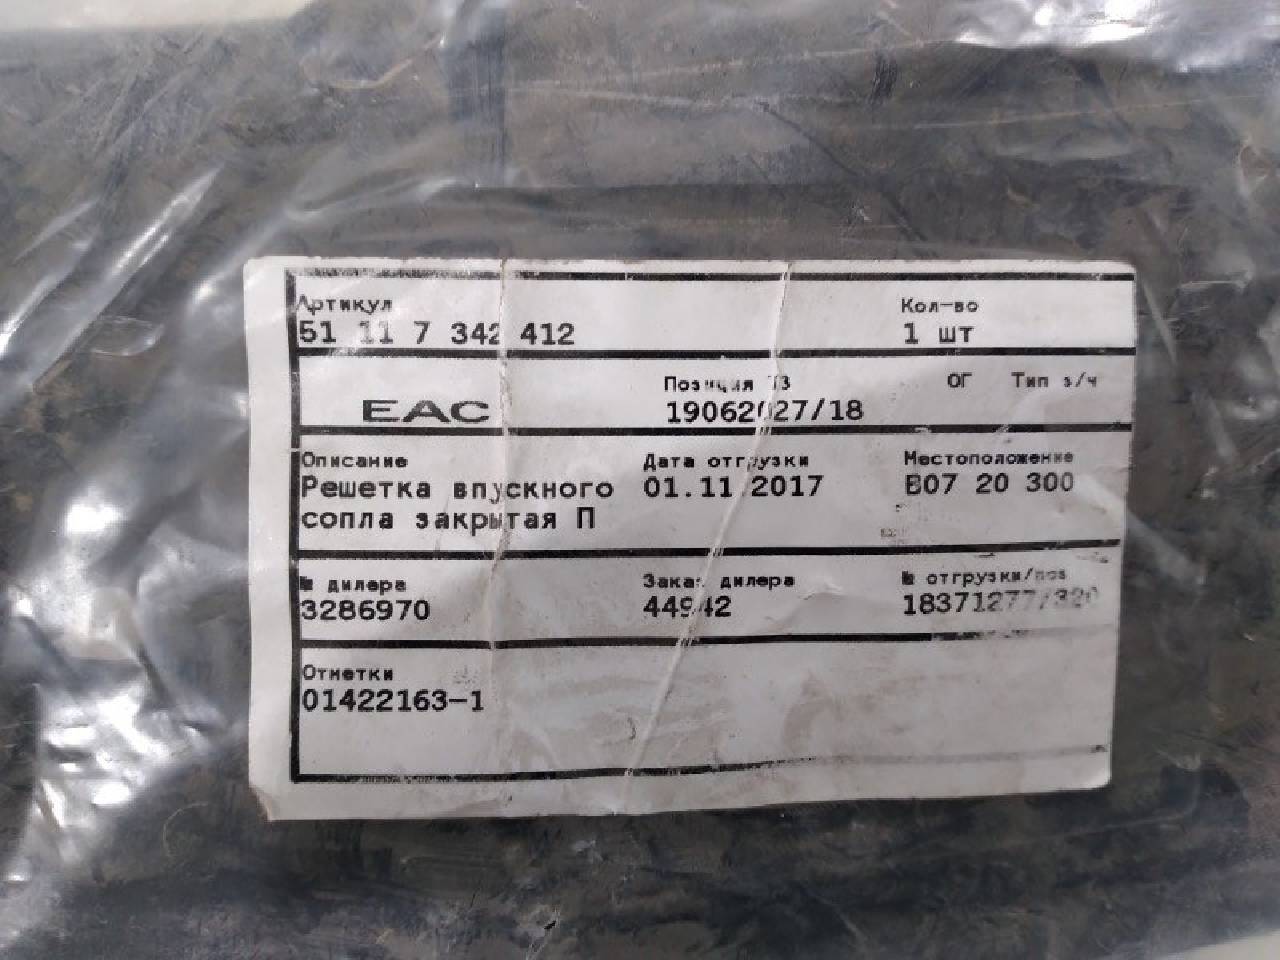 Артикул Кол-во
51 11 7 342 412 1 шт
Позиция ТЗ ОГ Тип з/ч
EAC 19062027/18
Описание Дата отгрузки Местоположение
Решетка впускного 01.11 2017 B07 20 300
сопла закрытая П
№ дилера Заказ дилера № отгрузки/поз
3286970 44942 18371277/320
Отметки
01422163-1